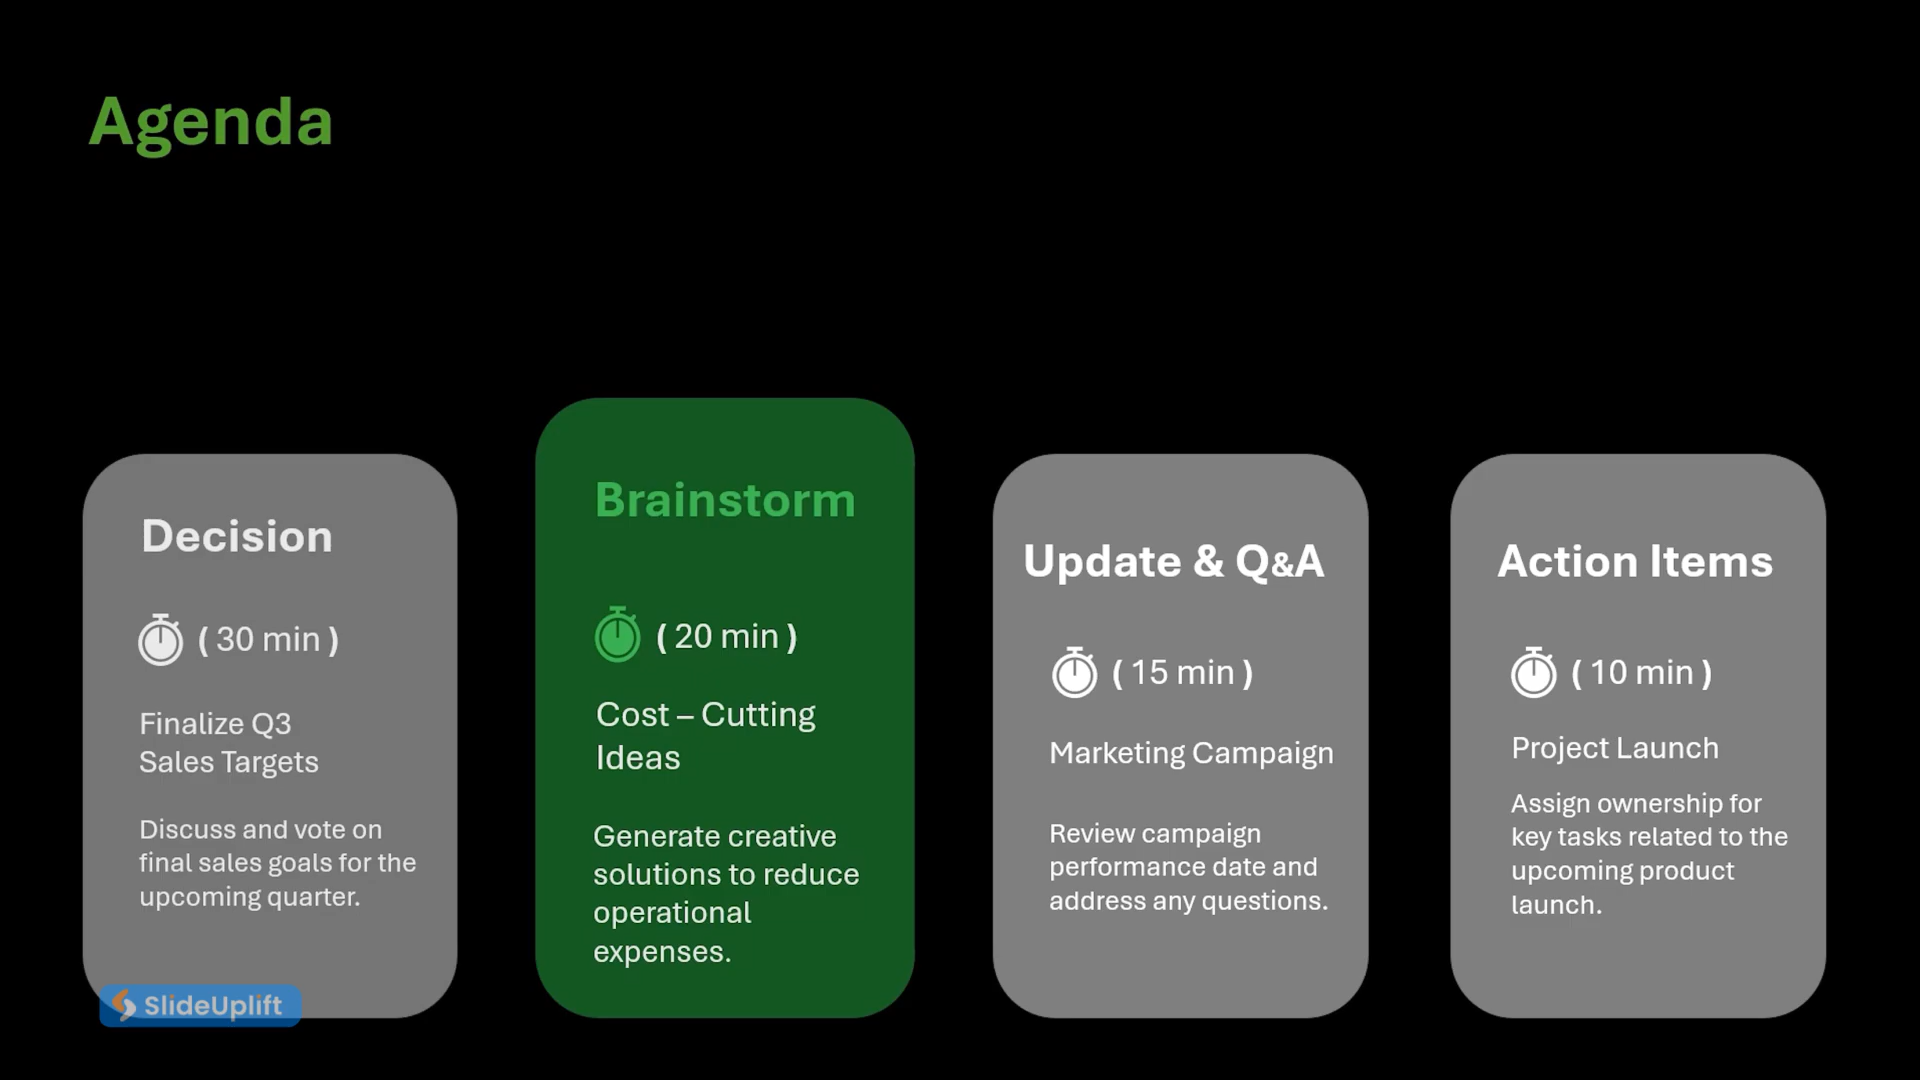 Agenda
Decision
( 30 min )
Finalize Q3
Sales Targets
Discuss and vote on
final sales goals for the
upcoming quarter.
Brainstorm
( 20 min )
Cost – Cutting
Ideas
Generate creative
solutions to reduce
operational
expenses.
Update & Q&A
( 15 min )
Marketing Campaign
Review campaign
performance date and
address any questions.
Action Items
( 10 min )
Project Launch
Assign ownership for
key tasks related to the
upcoming product
launch.
SlideUplift